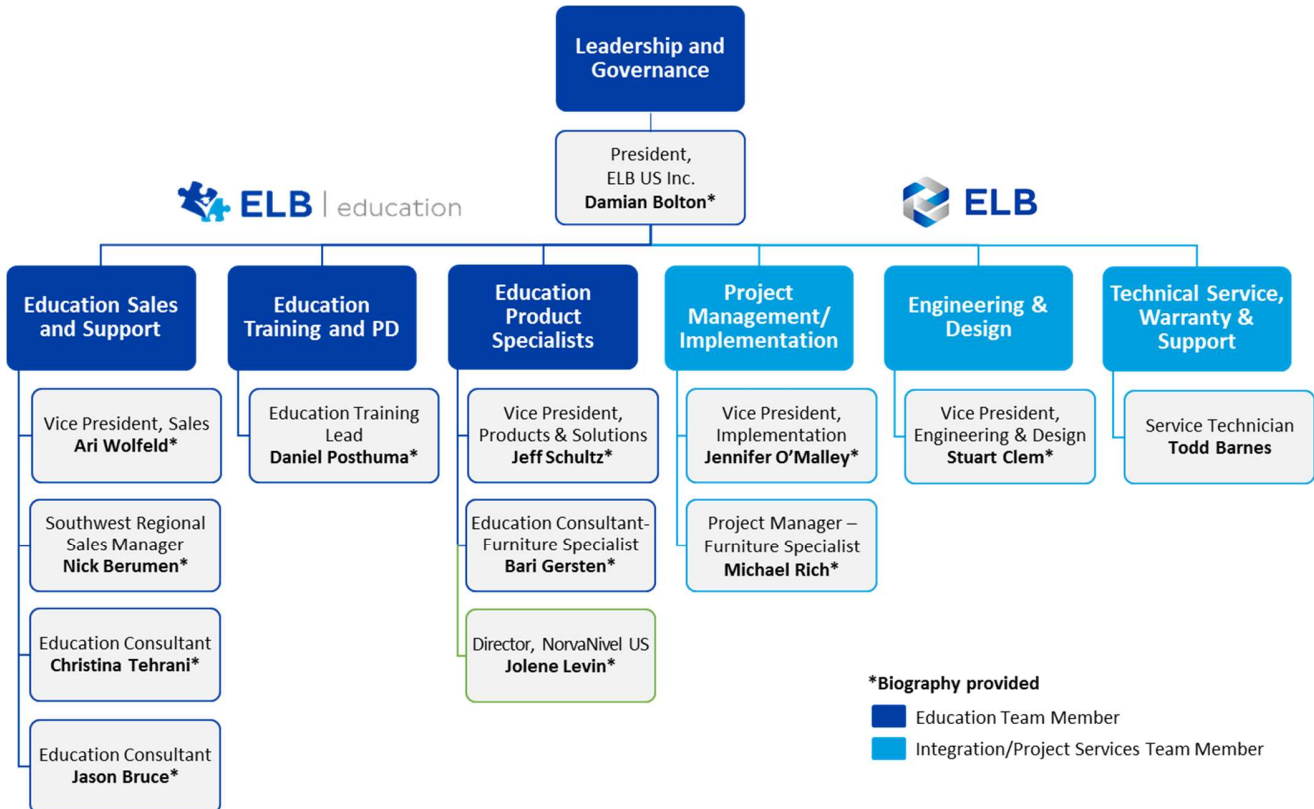 Leadership and
Governance
President,
ELB US Inc.
Damian Bolton*
ELB | education
ELB
Education Sales
and Support
Education
Training and PD
Education
Product
Specialists
Project
Management/
Implementation
Engineering &
Design
Technical Service,
Warranty &
Support
Vice President, Sales
Ari Wolfeld*
Southwest Regional
Sales Manager
Nick Berumen*
Education Consultant
Christina Tehrani*
Education Consultant
Jason Bruce*
Education Training
Lead
Daniel Posthuma*
Vice President,
Products & Solutions
Jeff Schultz*
Education Consultant-
Furniture Specialist
Bari Gersten*
Director, NorvaNivel US
Jolene Levin*
Vice President,
Implementation
Jennifer O’Malley*
Project Manager –
Furniture Specialist
Michael Rich*
Vice President,
Engineering & Design
Stuart Clem*
Service Technician
Todd Barnes
*Biography provided
Education Team Member
Integration/Project Services Team Member